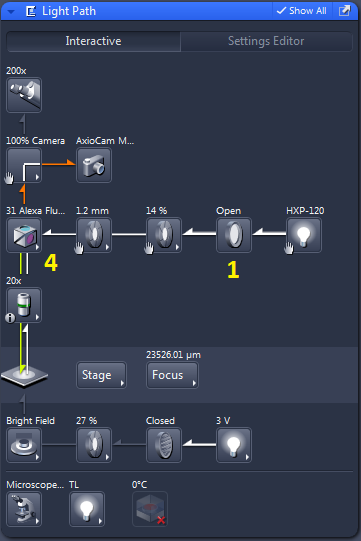 Light Path
Show All
Interactive
Settings Editor
200x
100% Camera
AxioCam M...
31 Alexa Flu...
1.2 mm
14 %
Open
HXP-120
4
1
20x
23526.01 µm
Stage
Focus
Bright Field
27 %
Closed
3 V
Microscope...
TL
0°C